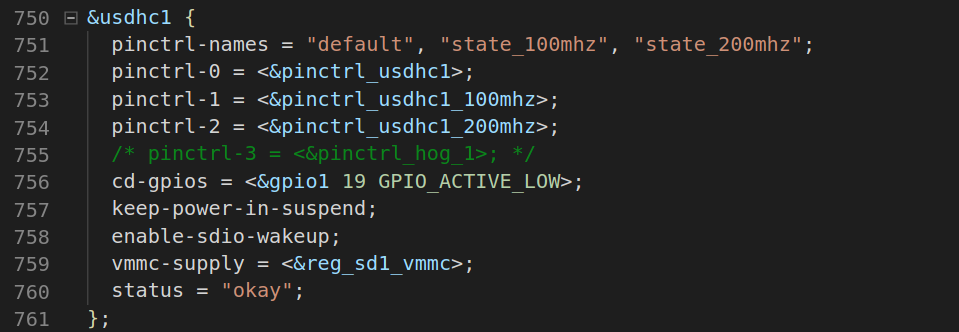 750 &usdhc1 {
751 pinctrl-names = "default", "state_100mhz", "state_200mhz";
752 pinctrl-0 = <&pinctrl_usdhc1>;
753 pinctrl-1 = <&pinctrl_usdhc1_100mhz>;
754 pinctrl-2 = <&pinctrl_usdhc1_200mhz>;
755 /* pinctrl-3 = <&pinctrl_hog_1>; */
756 cd-gpios = <&gpio1 19 GPIO_ACTIVE_LOW>;
757 keep-power-in-suspend;
758 enable-sdio-wakeup;
759 vmmc-supply = <&reg_sd1_vmmc>;
760 status = "okay";
761 };